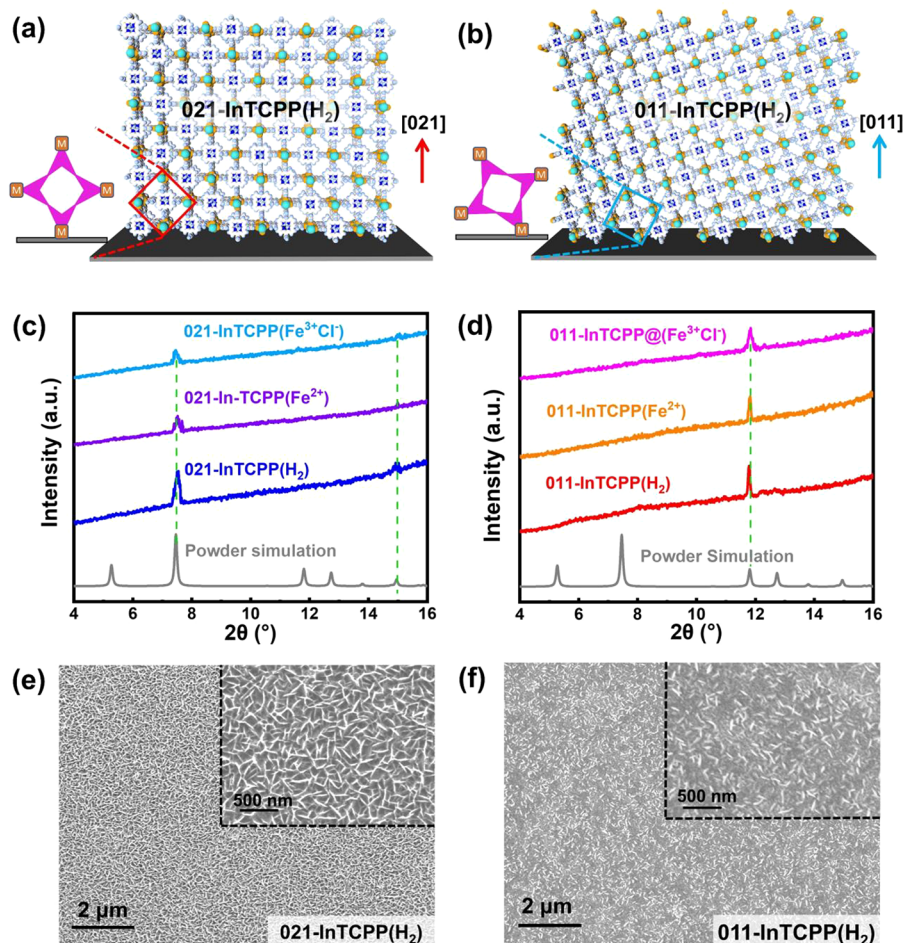 (a)
021-InTCPP(H₂)
[021]
M
M
M
M
(b)
011-InTCPP(H₂)
[011]
M
M
M
M
(c)
Intensity (a.u.)
021-InTCPP(Fe³⁺Cl⁻)
021-In-TCPP(Fe²⁺)
021-InTCPP(H₂)
Powder simulation
4 6 8 10 12 14 16
2θ (°)
(d)
Intensity (a.u.)
011-InTCPP@(Fe³⁺Cl⁻)
011-InTCPP(Fe²⁺)
011-InTCPP(H₂)
Powder Simulation
4 6 8 10 12 14 16
2θ (°)
(e)
500 nm
2 μm
021-InTCPP(H₂)
(f)
500 nm
2 μm
011-InTCPP(H₂)